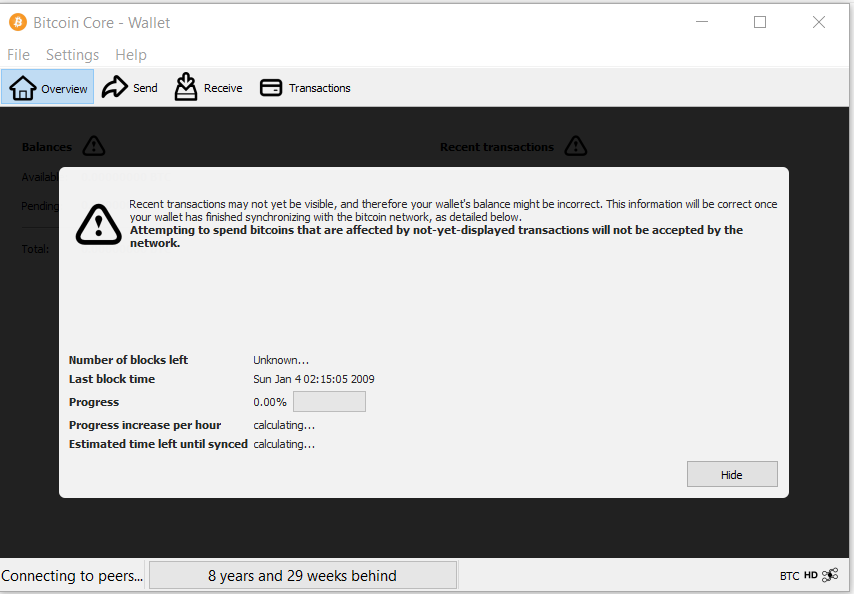 Bitcoin Core - Wallet
File Settings Help
Overview Send Receive Transactions
Balances Recent transactions
Pending
Total:
Recent transactions may not yet be visible, and therefore your wallet's balance might be incorrect. This information will be correct once
your wallet has finished synchronizing with the bitcoin network, as detailed below.
Attempting to spend bitcoins that are affected by not-yet-displayed transactions will not be accepted by the
network.
Number of blocks left Unknown...
Last block time Sun Jan 4 02:15:05 2009
Progress 0.00%
Progress increase per hour calculating...
Estimated time left until synced calculating...
Hide
Connecting to peers... 8 years and 29 weeks behind BTC HD